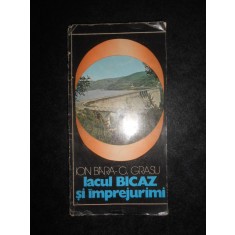 ION BARA-C. GRASU
lacul BICAZ
și împrejurimi